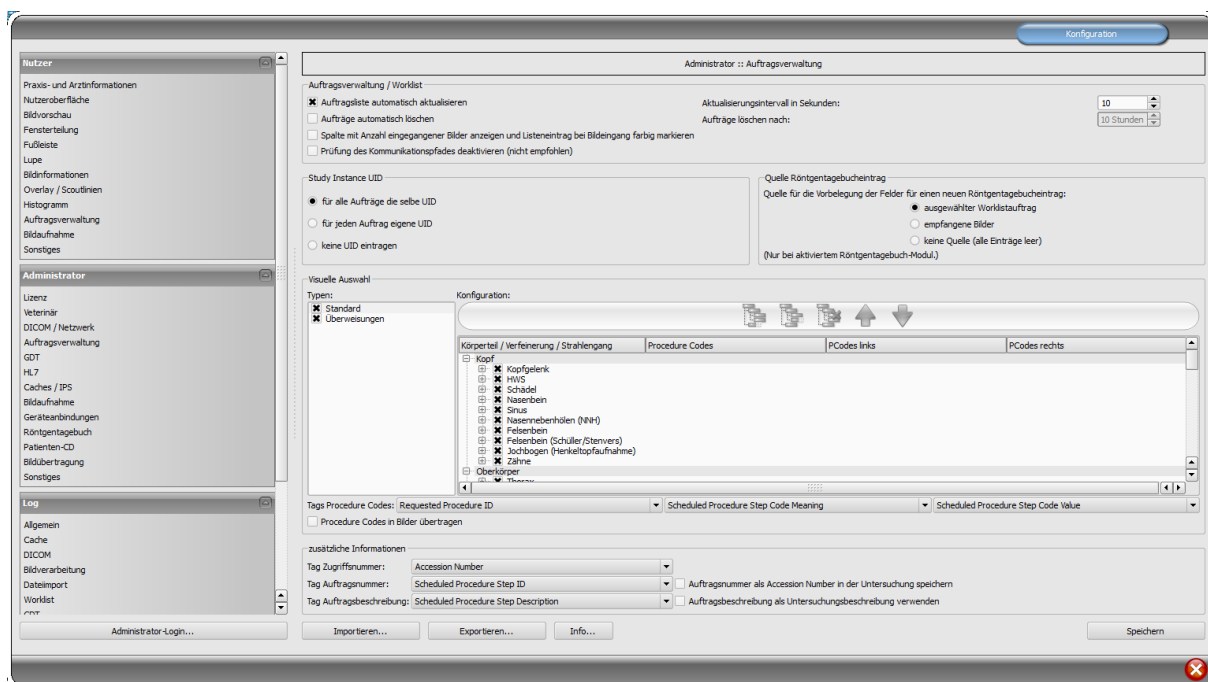 Konfiguration
Nutzer
Praxis- und Arztinformationen
Nutzeroberfläche
Bildvorschau
Fensterteilung
Fußleiste
Lupe
Bildinformationen
Overlay / Scoutlinien
Histogramm
Auftragsverwaltung
Bildaufnahme
Sonstiges
Administrator
Lizenz
Veterinär
DICOM / Netzwerk
Auftragsverwaltung
GDT
HL7
Caches / IPS
Bildaufnahme
Geräteanbindungen
Röntgentagebuch
Patienten-CD
Bildübertragung
Sonstiges
Log
Allgemein
Cache
DICOM
Bildverarbeitung
Dateimport
Worklist
GDT
Administrator-Login...
Administrator :: Auftragsverwaltung
Auftragsverwaltung / Worklist
Auftragsliste automatisch aktualisieren
Aktualisierungsintervall in Sekunden:
10
Aufträge automatisch löschen
Aufträge löschen nach:
10 Stunden
Spalte mit Anzahl eingegangener Bilder anzeigen und Listeneintrag bei Bildeingang farbig markieren
Prüfung des Kommunikationspfades deaktivieren (nicht empfohlen)
Study Instance UID
für alle Aufträge die selbe UID
für jeden Auftrag eigene UID
keine UID eintragen
Quelle Röntgentagebucheintrag
Quelle für die Vorbelegung der Felder für einen neuen Röntgentagebucheintrag:
ausgewählter Worklistauftrag
empfangene Bilder
keine Quelle (alle Einträge leer)
(Nur bei aktiviertem Röntgentagebuch-Modul.)
Visuelle Auswahl
Typen:
Standard
Überweisungen
Konfiguration:
Körperteil / Verfeinerung / Strahlengang Procedure Codes PCodes links PCodes rechts
Kopf
Kopfgelenk
HWS
Schädel
Nasenbein
Sinus
Nasennebenhölen (NNH)
Felsenbein
Felsenbein (Schüller/Stenvers)
Jochbogen (Henkeltopfaufnahme)
Zähne
Oberkörper
Thorax
Tags Procedure Codes: Requested Procedure ID Scheduled Procedure Step Code Meaning Scheduled Procedure Step Code Value
Procedure Codes in Bilder übertragen
zusätzliche Informationen
Tag Zugriffsnummer: Accession Number
Tag Auftragsnummer: Scheduled Procedure Step ID Auftragsnummer als Accession Number in der Untersuchung speichern
Tag Auftragsbeschreibung: Scheduled Procedure Step Description Auftragsbeschreibung als Untersuchungsbeschreibung verwenden
Importieren... Exportieren... Info... Speichern